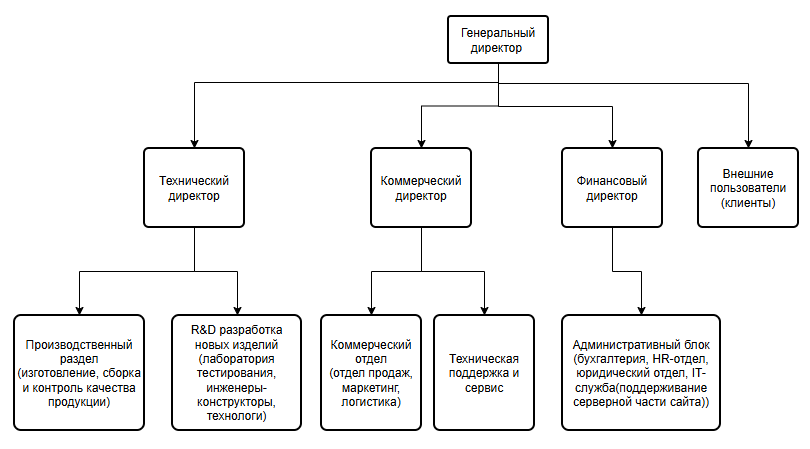 Генеральный
директор
Технический
директор
Коммерческий
директор
Финансовый
директор
Внешние
пользователи
(клиенты)
Производственный
раздел
(изготовление, сборка
и контроль качества
продукции)
R&D разработка
новых изделий
(лаборатория
тестирования,
инженеры-
конструкторы,
технологи)
Коммерческий
отдел
(отдел продаж,
маркетинг,
логистика)
Техническая
поддержка и
сервис
Административный блок
(бухгалтерия, HR-отдел,
юридический отдел, IT-
служба(поддерживание
серверной части сайта))